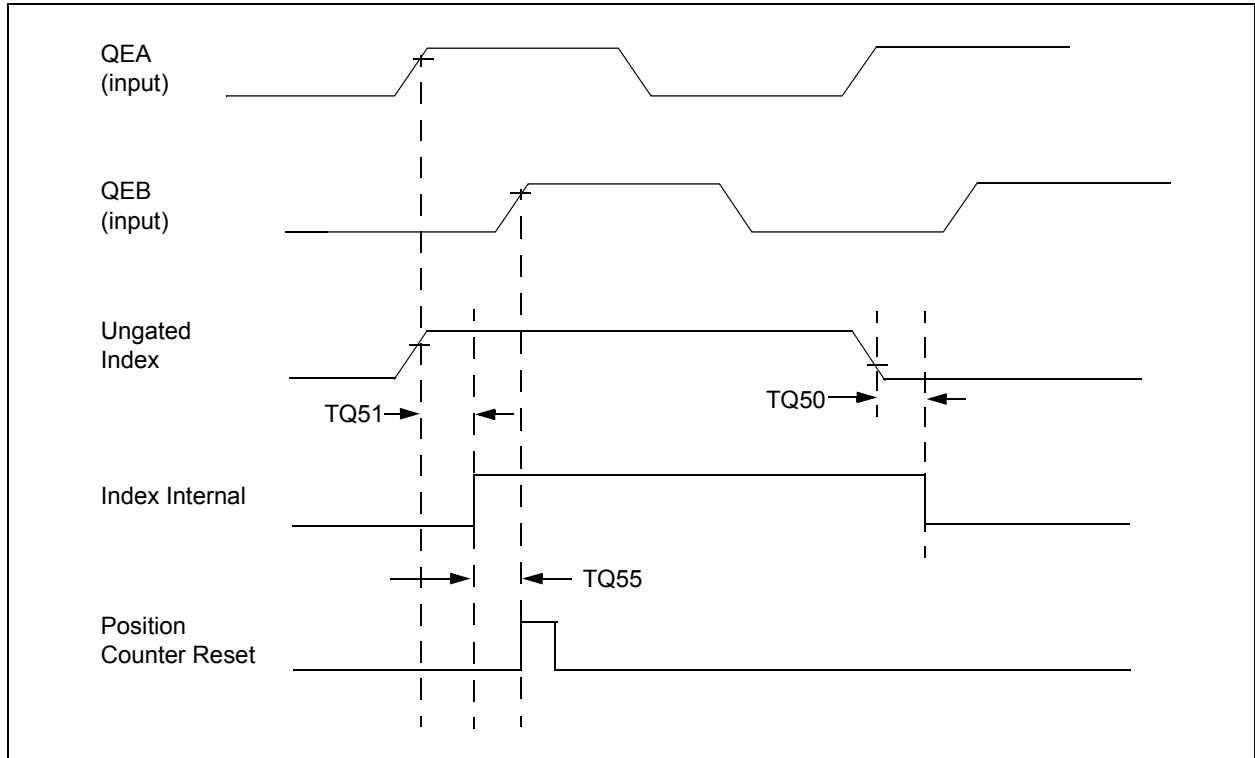 QEA
(input)
QEB
(input)
Ungated
Index
TQ51
TQ50
Index Internal
TQ55
Position
Counter Reset